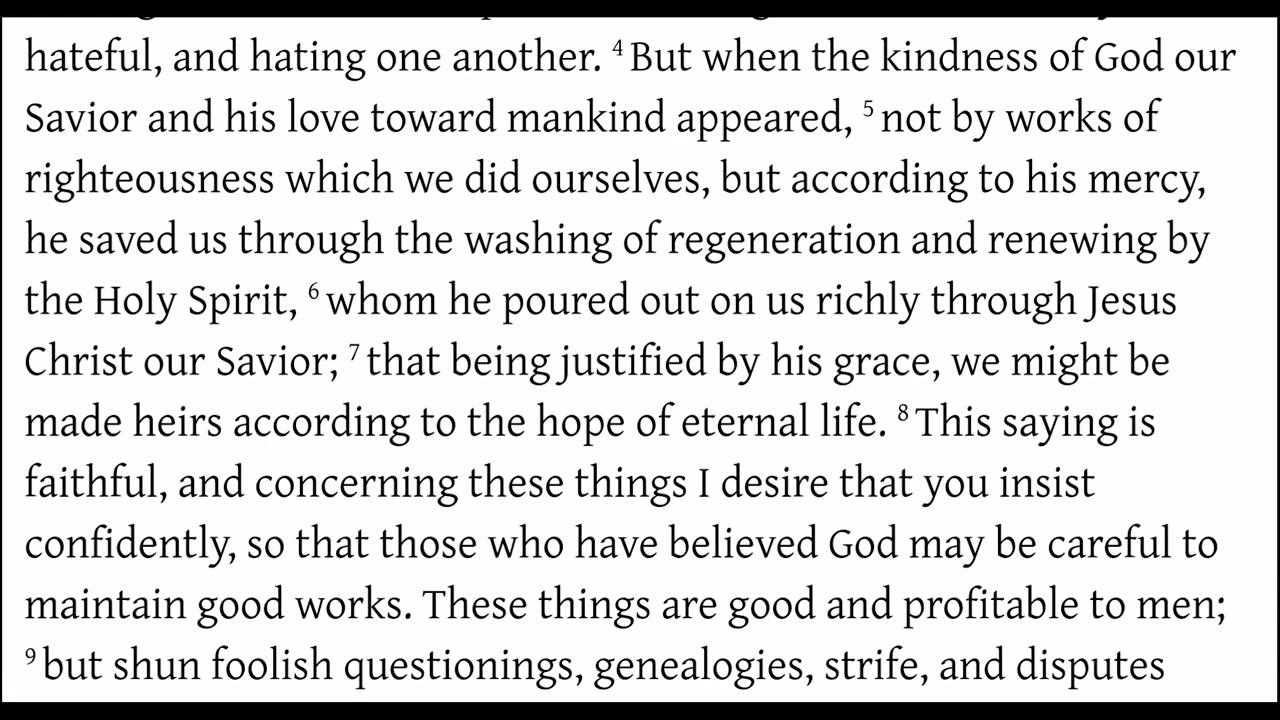 hateful, and hating one another. 4 But when the kindness of God our
Savior and his love toward mankind appeared, 5 not by works of
righteousness which we did ourselves, but according to his mercy,
he saved us through the washing of regeneration and renewing by
the Holy Spirit, 6 whom he poured out on us richly through Jesus
Christ our Savior; 7 that being justified by his grace, we might be
made heirs according to the hope of eternal life. 8 This saying is
faithful, and concerning these things I desire that you insist
confidently, so that those who have believed God may be careful to
maintain good works. These things are good and profitable to men;
9 but shun foolish questionings, genealogies, strife, and disputes